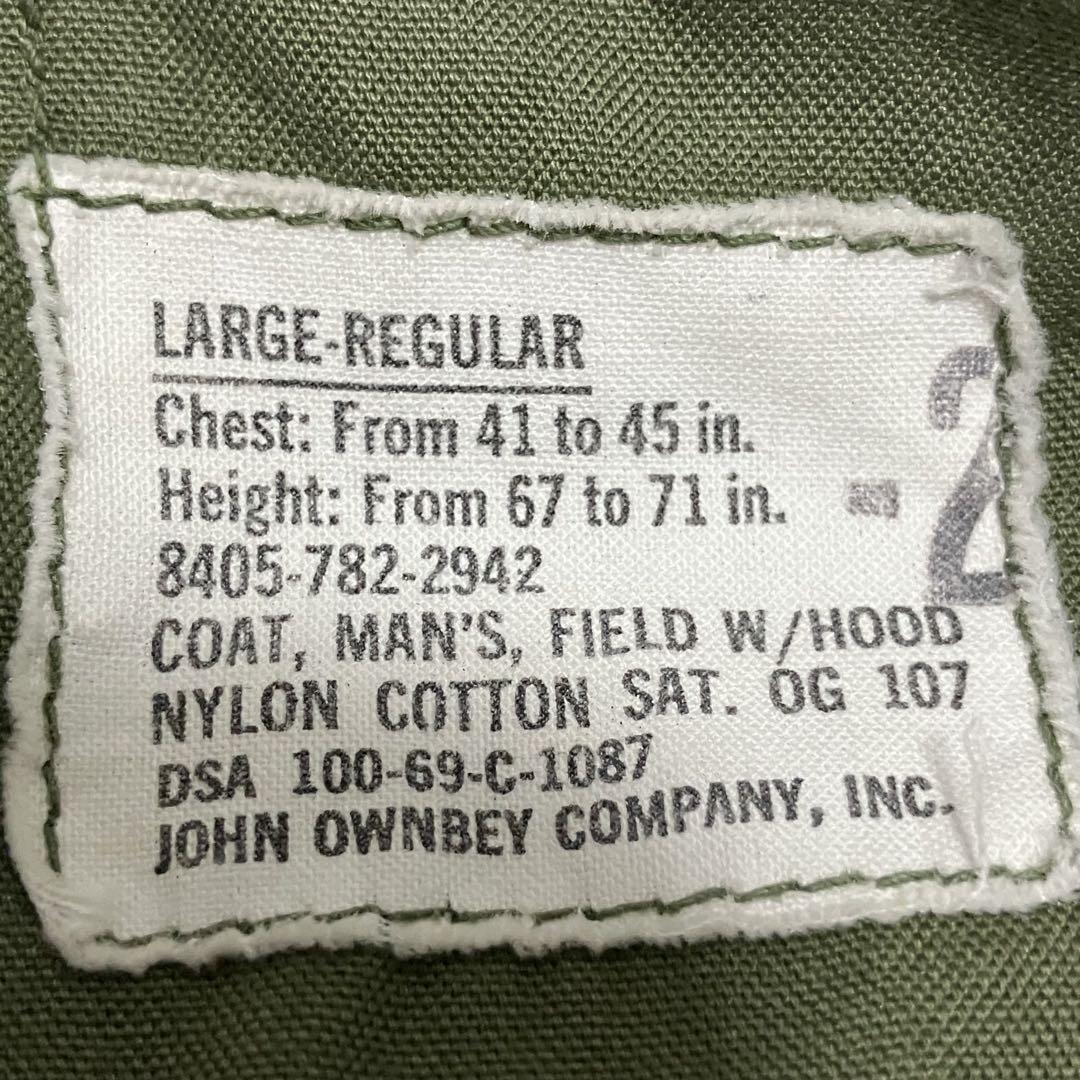 LARGE-REGULAR
Chest: From 41 to 45 in.
Height: From 67 to 71 in.
-2
8405-782-2942
COAT, MAN'S, FIELD W/HOOD
NYLON COTTON SAT. OG 107
DSA 100-69-C-1087
JOHN OWNBEY COMPANY, INC.